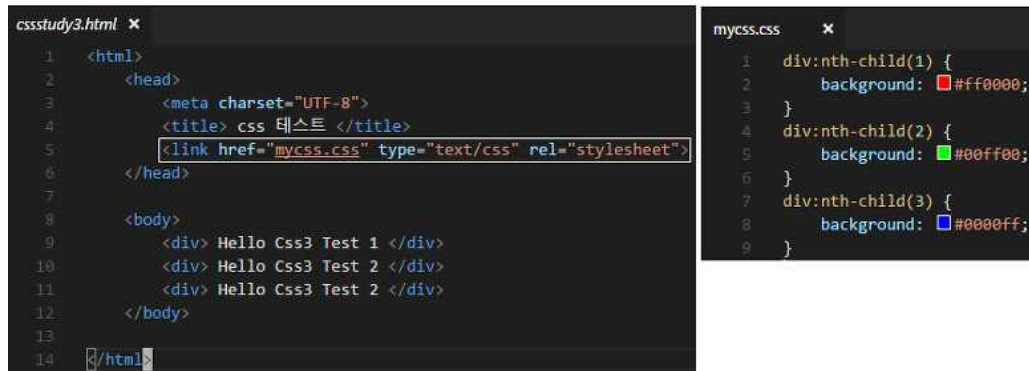 cssstudy3.html ×
1 <html>
2 <head>
3 <meta charset="UTF-8">
4 <title> css 테스트 </title>
5 <link href="mycss.css" type="text/css" rel="stylesheet">
6 </head>
7
8 <body>
9 <div> Hello Css3 Test 1 </div>
10 <div> Hello Css3 Test 2 </div>
11 <div> Hello Css3 Test 2 </div>
12 </body>
13
14 </html>
mycss.css ×
1 div:nth-child(1) {
2 background: #ff0000;
3 }
4 div:nth-child(2) {
5 background: #00ff00;
6 }
7 div:nth-child(3) {
8 background: #0000ff;
9 }